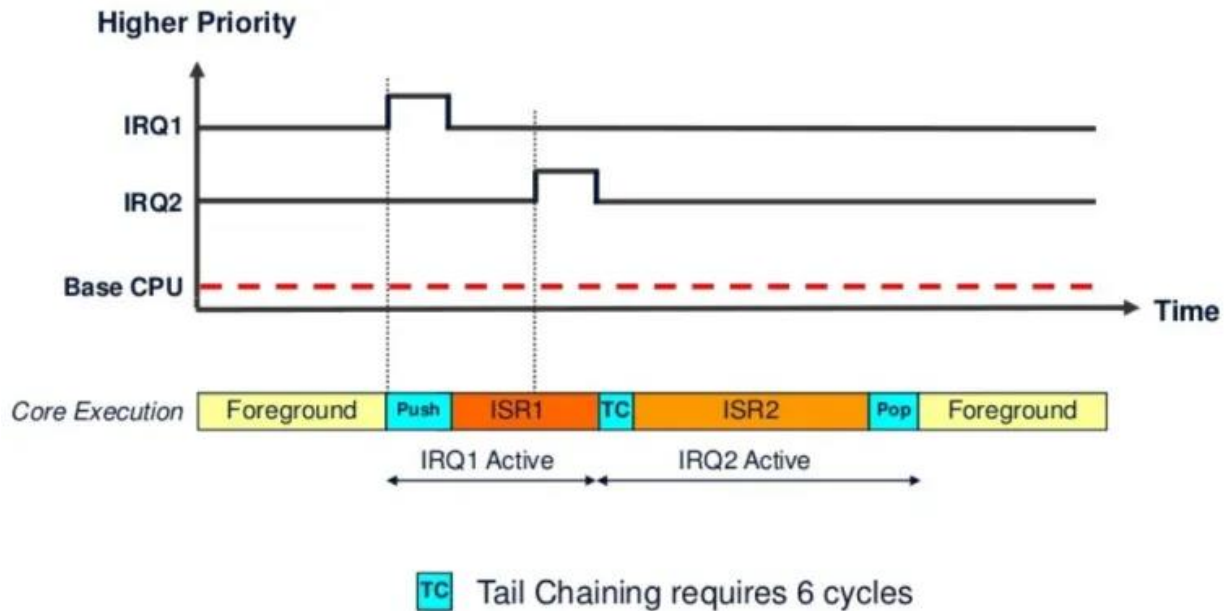 Higher Priority
IRQ1
IRQ2
Base CPU
Time
Core Execution Foreground Push ISR1 TC ISR2 Pop Foreground
IRQ1 Active IRQ2 Active
TC Tail Chaining requires 6 cycles